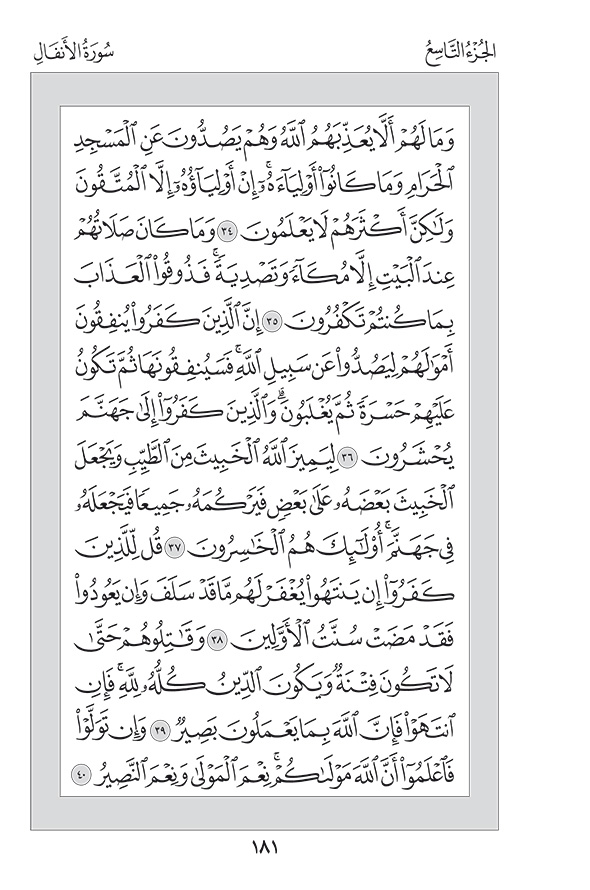 الجُزْءُ التَّاسِعُ
سُورَةُ الأَنفَالِ
وَمَا لَهُمْ أَلَّا يُعَذِّبَهُمُ ٱللَّهُ وَهُمْ يَصُدُّونَ عَنِ ٱلْمَسْجِدِ
ٱلْحَرَامِ وَمَا كَانُوٓاْ أَوْلِيَآءَهُۥٓۚ إِنْ أَوْلِيَآؤُهُۥٓ إِلَّا ٱلْمُتَّقُونَ
وَلَٰكِنَّ أَكْثَرَهُمْ لَا يَعْلَمُونَ ٣٤ وَمَا كَانَ صَلَاتُهُمْ
عِندَ ٱلْبَيْتِ إِلَّا مُكَآءً وَتَصْدِيَةًۚ فَذُوقُواْ ٱلْعَذَابَ
بِمَا كُنتُمْ تَكْفُرُونَ ٣٥ إِنَّ ٱلَّذِينَ كَفَرُواْ يُنفِقُونَ
أَمْوَٰلَهُمْ لِيَصُدُّواْ عَن سَبِيلِ ٱللَّهِۚ فَسَيُنفِقُونَهَا ثُمَّ تَكُونُ
عَلَيْهِمْ حَسْرَةً ثُمَّ يُغْلَبُونَۗ وَٱلَّذِينَ كَفَرُوٓاْ إِلَىٰ جَهَنَّمَ
يُحْشَرُونَ ٣٦ لِيَمِيزَ ٱللَّهُ ٱلْخَبِيثَ مِنَ ٱلطَّيِّبِ وَيَجْعَلَ
ٱلْخَبِيثَ بَعْضَهُۥ عَلَىٰ بَعْضٍ فَيَرْكُمَهُۥ جَمِيعًا فَيَجْعَلَهُۥ
فِي جَهَنَّمَۚ أُوْلَٰٓئِكَ هُمُ ٱلْخَٰسِرُونَ ٣٧ قُل لِّلَّذِينَ
كَفَرُوٓاْ إِن يَنتَهُواْ يُغْفَرْ لَهُم مَّا قَدْ سَلَفَ وَإِن يَعُودُواْ
فَقَدْ مَضَتْ سُنَّتُ ٱلْأَوَّلِينَ ٣٨ وَقَٰتِلُوهُمْ حَتَّىٰ
لَا تَكُونَ فِتْنَةٌ وَيَكُونَ ٱلدِّينُ كُلُّهُۥ لِلَّهِۚ فَإِنِ
ٱنتَهَوْاْ فَإِنَّ ٱللَّهَ بِمَا يَعْمَلُونَ بَصِيرٌ ٣٩ وَإِن تَوَلَّوْاْ
فَٱعْلَمُوٓاْ أَنَّ ٱللَّهَ مَوْلَىٰكُمْۚ نِعْمَ ٱلْمَوْلَىٰ وَنِعْمَ ٱلنَّصِيرُ ٤٠
١٨١